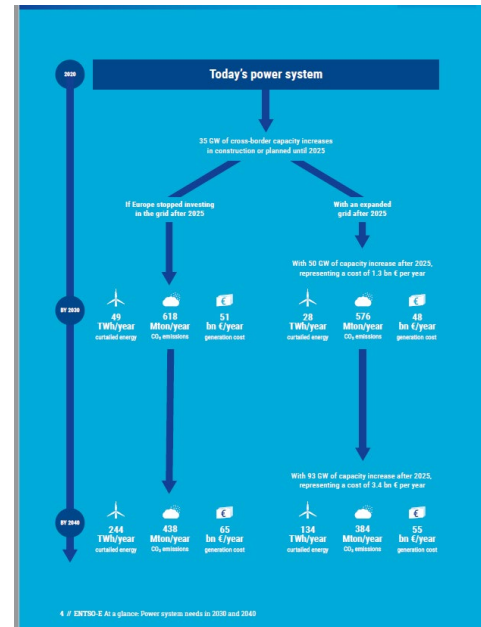 2020
Today's power system
35 GW of cross-border capacity increases
in construction or planned until 2025
If Europe stopped investing
in the grid after 2025
With an expanded
grid after 2025
With 50 GW of capacity increase after 2025,
representing a cost of 1.3 bn € per year
BY 2030
49
TWh/year
curtailed energy
618
Mton/year
CO₂ emissions
€
51
bn €/year
generation cost
28
TWh/year
curtailed energy
576
Mton/year
CO₂ emissions
€
48
bn €/year
generation cost
With 93 GW of capacity increase after 2025,
representing a cost of 3.4 bn € per year
BY 2040
244
TWh/year
curtailed energy
438
Mton/year
CO₂ emissions
€
65
bn €/year
generation cost
134
TWh/year
curtailed energy
384
Mton/year
CO₂ emissions
€
55
bn €/year
generation cost
4 // ENTSO-E At a glance: Power system needs in 2030 and 2040